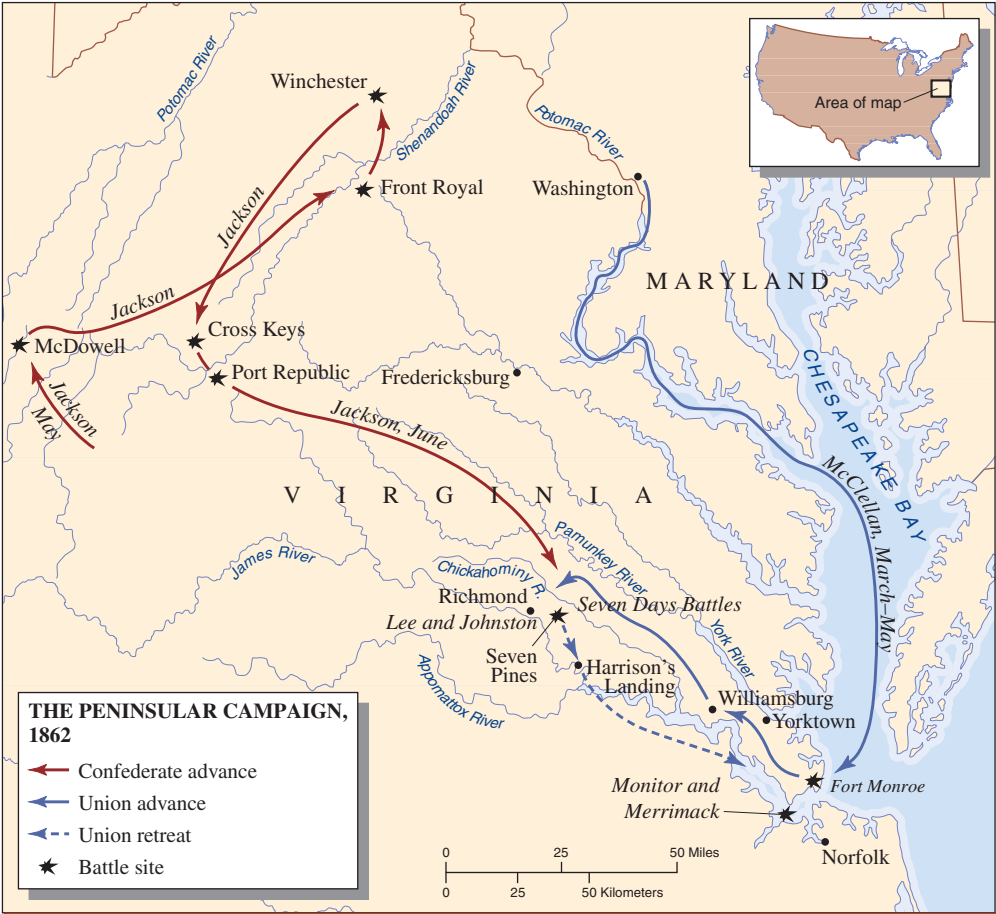 Potomac River
Winchester
Shenandoah River
Potomac River
Area of map
Front Royal
Washington
Jackson
MARYLAND
Jackson
Cross Keys
McDowell
Port Republic
Fredericksburg
CHESAPEAKE BAY
Jackson
May
Jackson, June
McClellan, March–May
VIRGINIA
James River
Pamunkey River
Chickahominy R.
Richmond
Lee and Johnston
Seven Days Battles
York River
Seven
Pines
Harrison's
Landing
Appomattox River
Williamsburg
Yorktown
Monitor and
Merrimack
Fort Monroe
Norfolk
THE PENINSULAR CAMPAIGN,
1862
Confederate advance
Union advance
Union retreat
Battle site
0 25 50 Miles
0 25 50 Kilometers